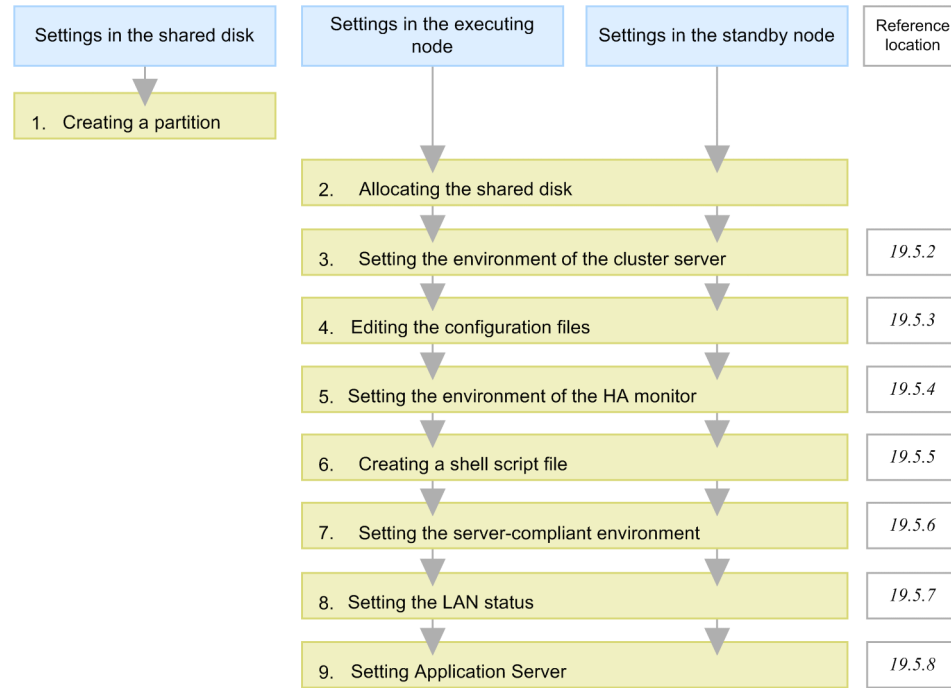 Settings in the shared disk
Settings in the executing
node
Settings in the standby node
Reference
location
1. Creating a partition
2. Allocating the shared disk
3. Setting the environment of the cluster server
19.5.2
4. Editing the configuration files
19.5.3
5. Setting the environment of the HA monitor
19.5.4
6. Creating a shell script file
19.5.5
7. Setting the server-compliant environment
19.5.6
8. Setting the LAN status
19.5.7
9. Setting Application Server
19.5.8